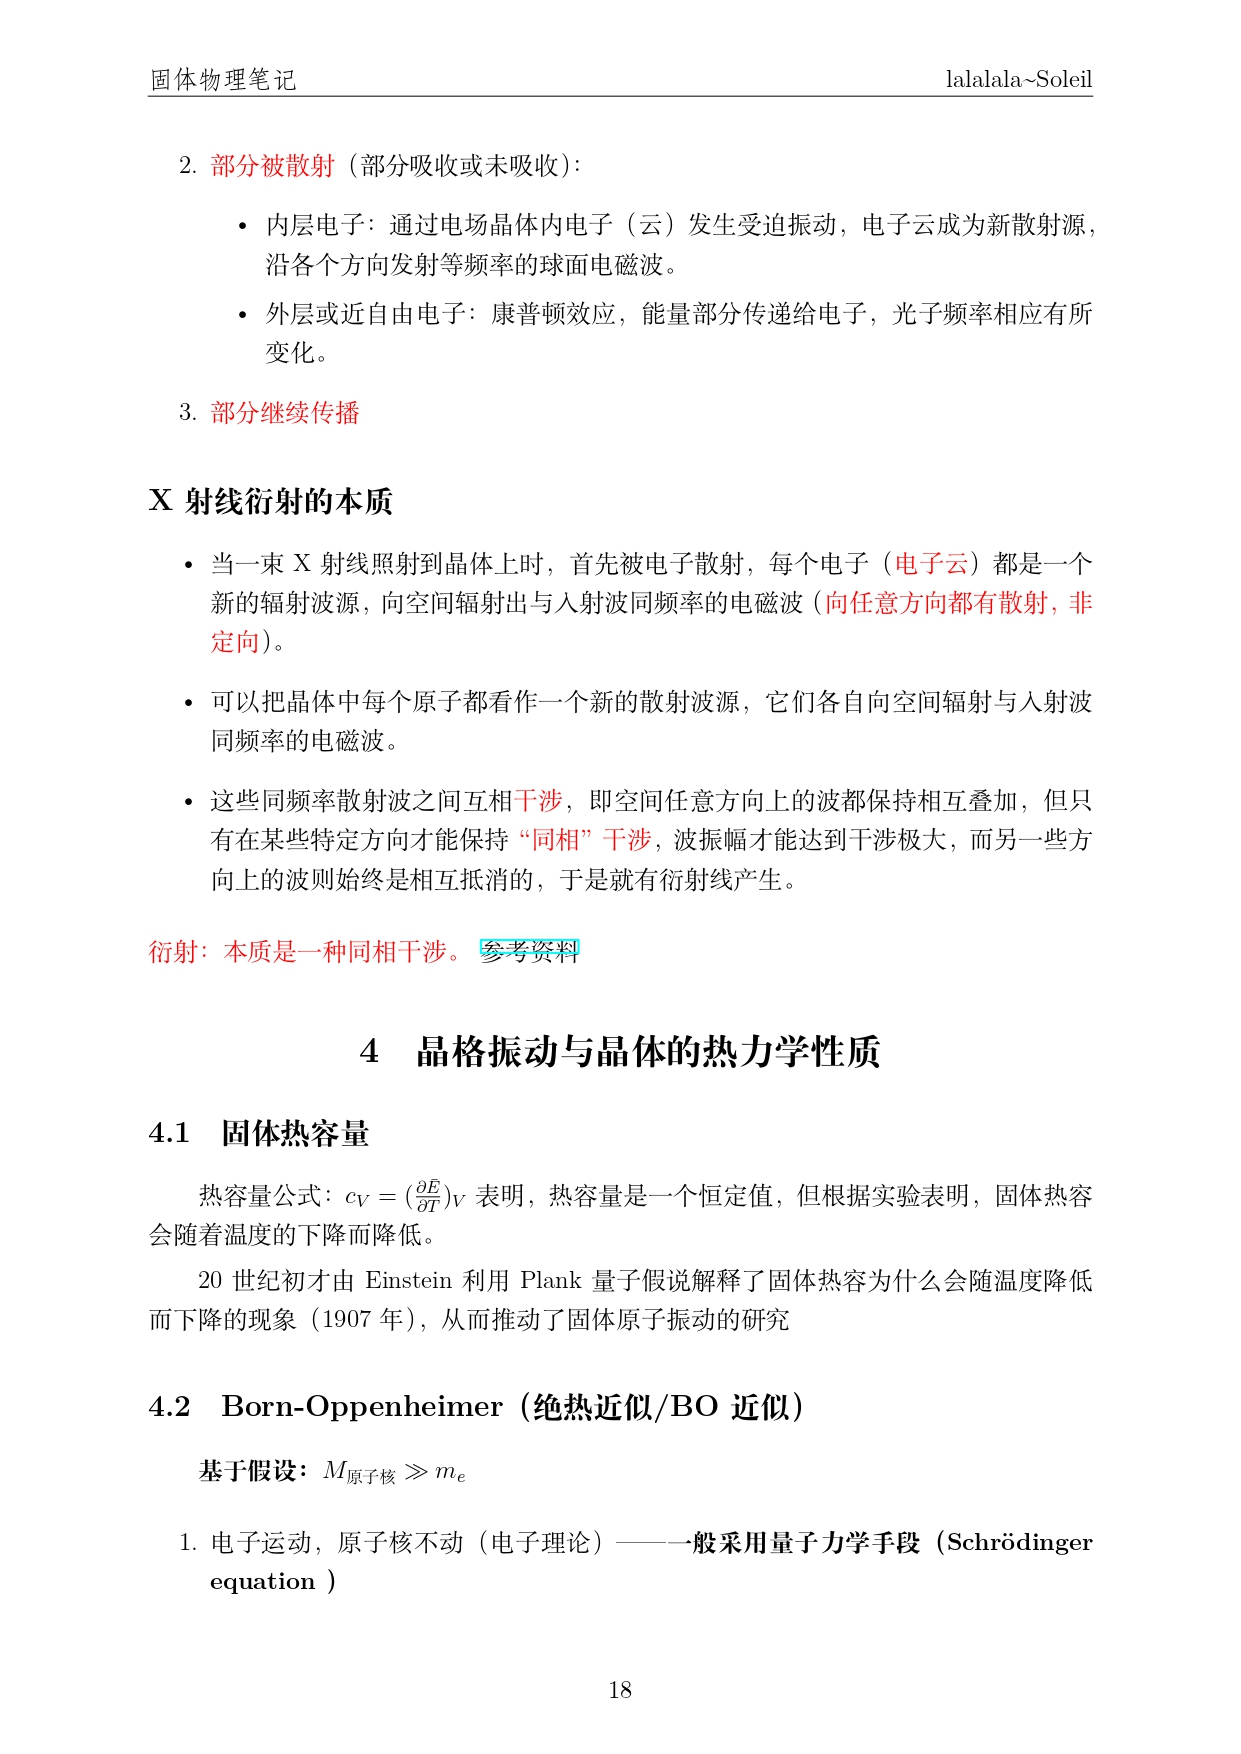 固体物理笔记 lalalala~Soleil
2. 部分被散射（部分吸收或未吸收）：
• 内层电子：通过电场晶体内电子（云）发生受迫振动，电子云成为新散射源，
沿各个方向发射等频率的球面电磁波。
• 外层或近自由电子：康普顿效应，能量部分传递给电子，光子频率相应有所
变化。
3. 部分继续传播
X 射线衍射的本质
• 当一束 X 射线照射到晶体上时，首先被电子散射，每个电子（电子云）都是一个
新的辐射波源，向空间辐射出与入射波同频率的电磁波（向任意方向都有散射，非
定向）。
• 可以把晶体中每个原子都看作一个新的散射波源，它们各自向空间辐射与入射波
同频率的电磁波。
• 这些同频率散射波之间互相干涉，即空间任意方向上的波都保持相互叠加，但只
有在某些特定方向才能保持“同相”干涉，波振幅才能达到干涉极大，而另一些方
向上的波则始终是相互抵消的，于是就有衍射线产生。
衍射：本质是一种同相干涉。 参考资料
4 晶格振动与晶体的热力学性质
4.1 固体热容量
热容量公式：$c_V = (\frac{\partial \bar{E}}{\partial T})_V$ 表明，热容量是一个恒定值，但根据实验表明，固体热容
会随着温度的下降而降低。
20 世纪初才由 Einstein 利用 Plank 量子假说解释了固体热容为什么会随温度降低
而下降的现象（1907 年），从而推动了固体原子振动的研究
4.2 Born-Oppenheimer（绝热近似/BO 近似）
基于假设：$M_{原子核} \gg m_e$
1. 电子运动，原子核不动（电子理论）——一般采用量子力学手段（Schrödinger
equation ）
18